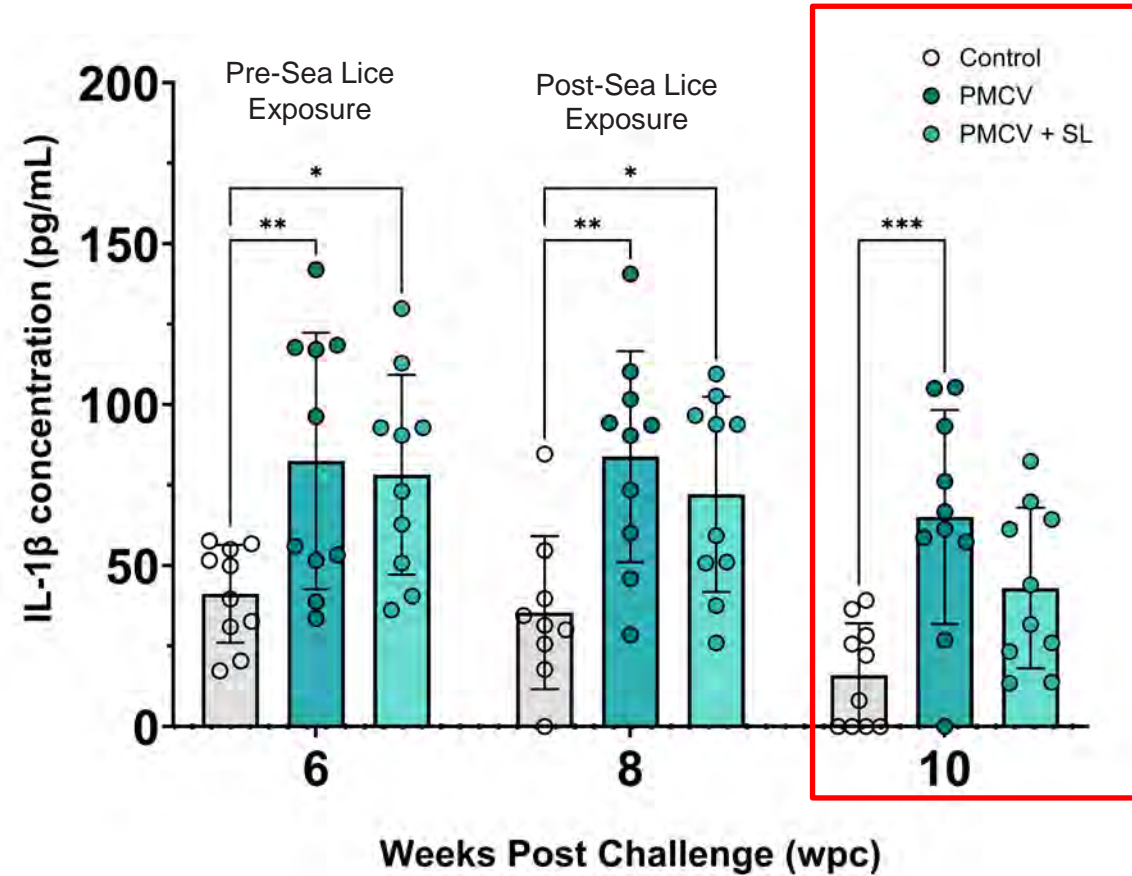 Control
PMCV
PMCV + SL
Pre-Sea Lice
Exposure
Post-Sea Lice
Exposure
200
150
100
50
0
IL-1β concentration (pg/mL)
*
**
*
**
***
6
8
10
Weeks Post Challenge (wpc)